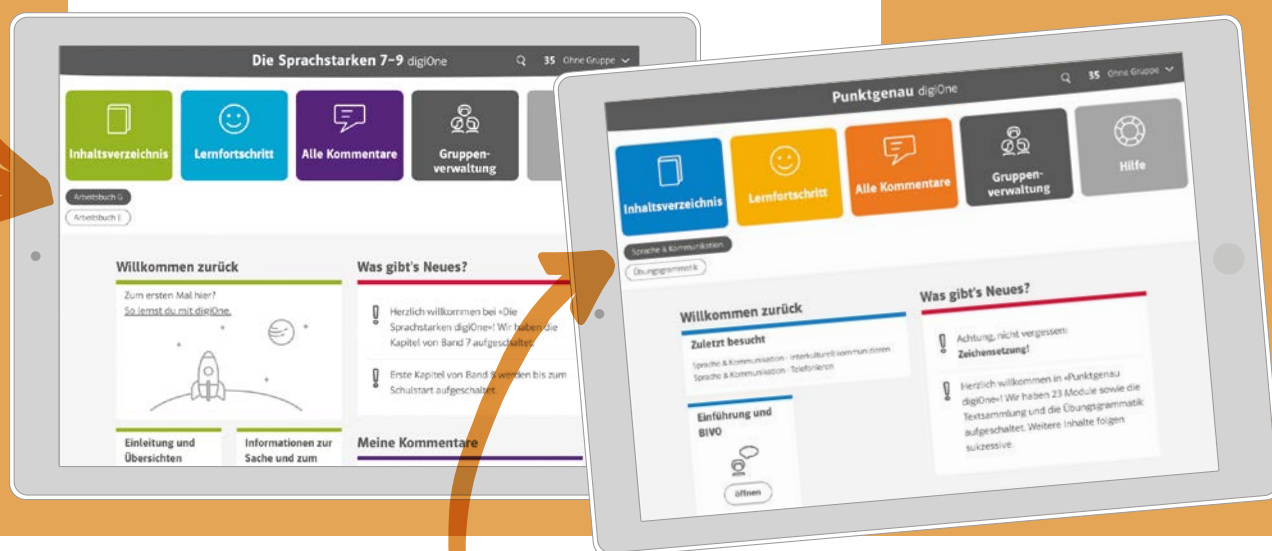 Die Sprachstarken 7–9 digiOne
35 Ohne Gruppe
Inhaltsverzeichnis
Lernfortschritt
Alle Kommentare
Gruppen-
verwaltung
Arbeitsbuch G
Arbeitsbuch E
Willkommen zurück
Zum ersten Mal hier?
So lernst du mit digiOne.
Einleitung und
Übersichten
Informationen zur
Sache und zum
Was gibt's Neues?
Herzlich willkommen bei «Die
Sprachstarken digiOne»! Wir haben die
Kapitel von Band 7 aufgeschaltet.
Erste Kapitel von Band 8 werden bis zum
Schulstart aufgeschaltet.
Meine Kommentare
Punktgenau digiOne
35 Ohne Gruppe
Inhaltsverzeichnis
Lernfortschritt
Alle Kommentare
Gruppen-
verwaltung
Hilfe
Sprache & Kommunikation
Übungsgrammatik
Willkommen zurück
Zuletzt besucht
Sprache & Kommunikation - Interkulturell kommunizieren
Sprache & Kommunikation - Telefonieren
Einführung und
BIVO
öffnen
Was gibt's Neues?
Achtung, nicht vergessen:
Zeichensetzung!
Herzlich willkommen in «Punktgenau
digiOne»! Wir haben 23 Module sowie die
Textsammlung und die Übungsgrammatik
aufgeschaltet. Weitere Inhalte folgen
sukzessive.